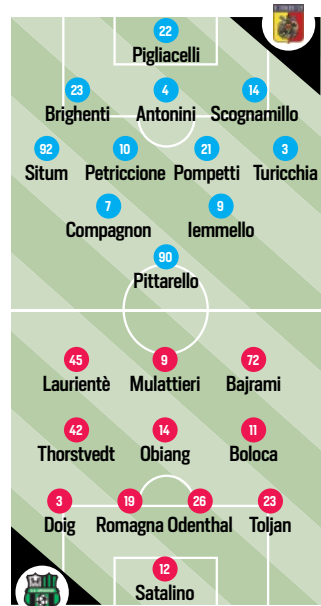 22
Pigliacelli
23 4 14
Brighenti Antonini Scognamillo
92 10 21 3
Situm Petriccione Pompetti Turicchia
7 9
Compagnon Iemmello
90
Pittarello
45 9 72
Laurientè Mulattieri Bajrami
42 14 11
Thorstvedt Obiang Boloca
3 19 26 23
Doig Romagna Odenthal Toljan
12
Satalino